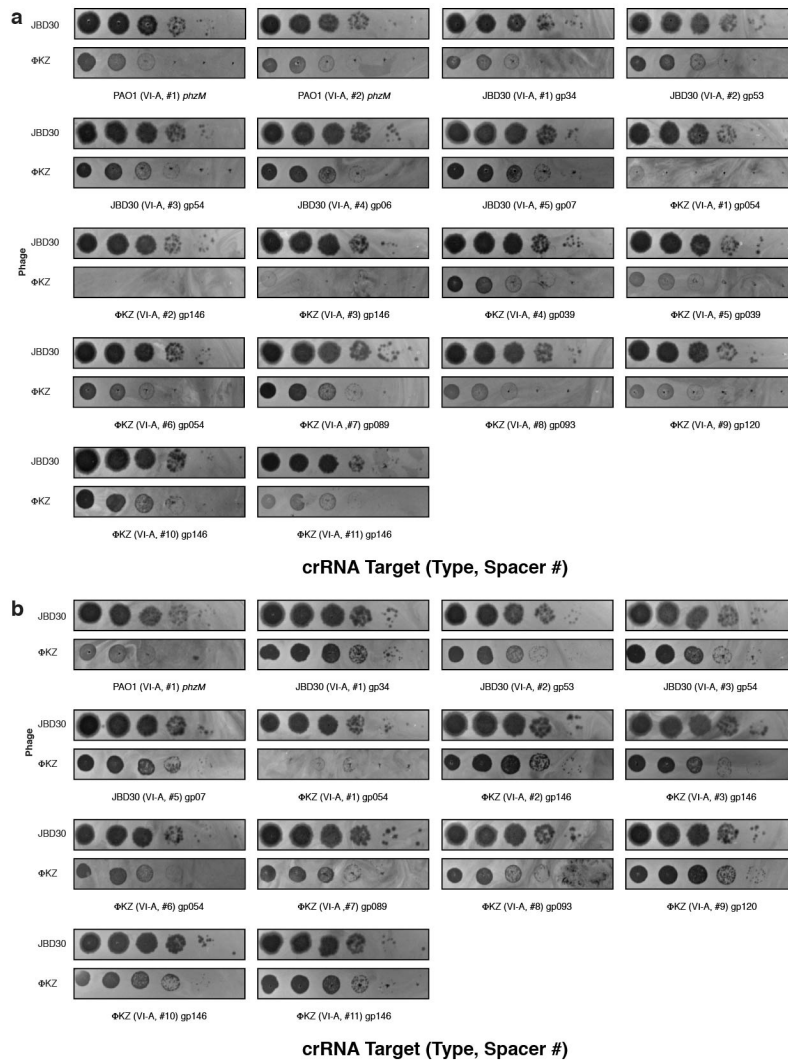 a
JBD30
ΦKZ
PAO1 (VI-A, #1) phzM
PAO1 (VI-A, #2) phzM
JBD30 (VI-A, #1) gp34
JBD30 (VI-A, #2) gp53
JBD30
ΦKZ
JBD30 (VI-A, #3) gp54
JBD30 (VI-A, #4) gp06
JBD30 (VI-A, #5) gp07
ΦKZ (VI-A, #1) gp054
Phage
JBD30
ΦKZ
ΦKZ (VI-A, #2) gp146
ΦKZ (VI-A, #3) gp146
ΦKZ (VI-A, #4) gp039
ΦKZ (VI-A, #5) gp039
JBD30
ΦKZ
ΦKZ (VI-A, #6) gp054
ΦKZ (VI-A ,#7) gp089
ΦKZ (VI-A, #8) gp093
ΦKZ (VI-A, #9) gp120
JBD30
ΦKZ
ΦKZ (VI-A, #10) gp146
ΦKZ (VI-A, #11) gp146
crRNA Target (Type, Spacer #)
b
JBD30
ΦKZ
PAO1 (VI-A, #1) phzM
JBD30 (VI-A, #1) gp34
JBD30 (VI-A, #2) gp53
JBD30 (VI-A, #3) gp54
Phage
JBD30
ΦKZ
JBD30 (VI-A, #5) gp07
ΦKZ (VI-A, #1) gp054
ΦKZ (VI-A, #2) gp146
ΦKZ (VI-A, #3) gp146
JBD30
ΦKZ
ΦKZ (VI-A, #6) gp054
ΦKZ (VI-A, #7) gp089
ΦKZ (VI-A, #8) gp093
ΦKZ (VI-A, #9) gp120
JBD30
ΦKZ
ΦKZ (VI-A, #10) gp146
ΦKZ (VI-A, #11) gp146
crRNA Target (Type, Spacer #)